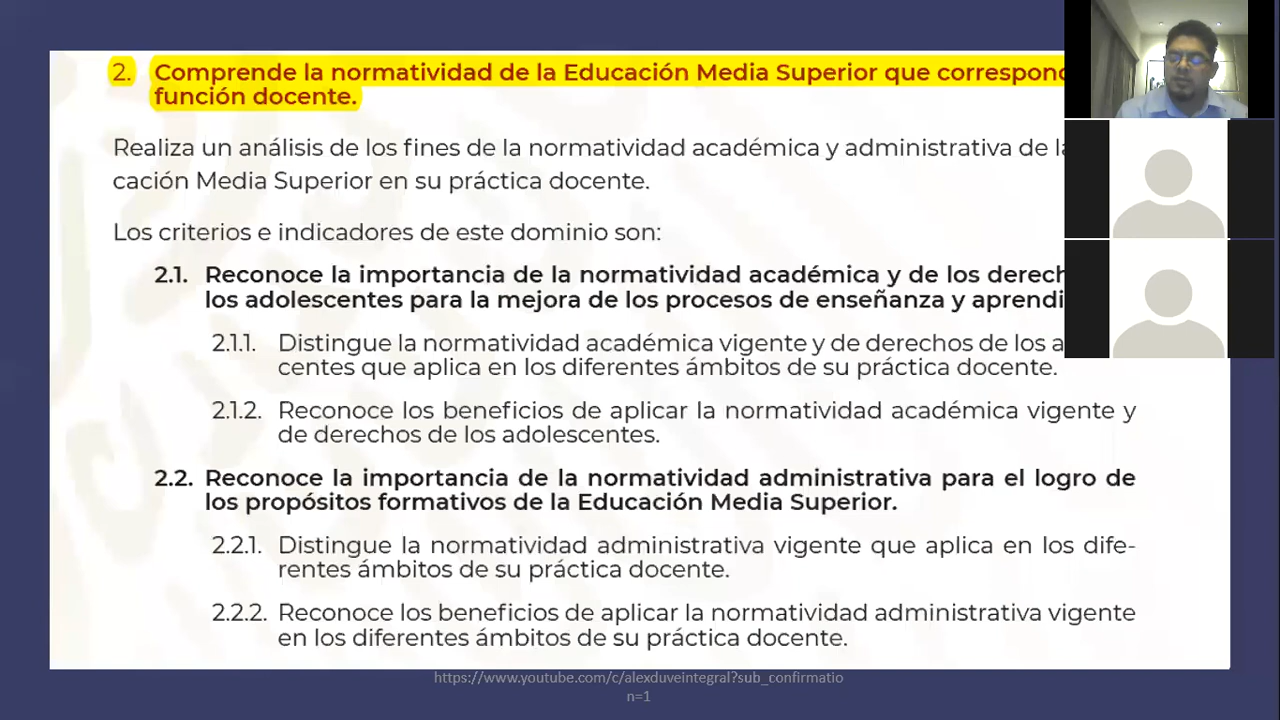 2. Comprende la normatividad de la Educación Media Superior que
función docente.
Realiza un análisis de los fines de la normatividad académica y administrativa de
cación Media Superior en su práctica docente.
Los criterios e indicadores de este dominio son:
2.1. Reconoce la importancia de la normatividad académica y de los
los adolescentes para la mejora de los procesos de enseñanza y
2.1.1. Distingue la normatividad académica vigente y de derechos de los
centes que aplica en los diferentes ámbitos de su práctica docente.
2.1.2. Reconoce los beneficios de aplicar la normatividad académica vigente y
de derechos de los adolescentes.
2.2. Reconoce la importancia de la normatividad administrativa para el logro de
los propósitos formativos de la Educación Media Superior.
2.2.1. Distingue la normatividad administrativa vigente que aplica en los dife-
rentes ámbitos de su práctica docente.
2.2.2. Reconoce los beneficios de aplicar la normatividad administrativa vigente
en los diferentes ámbitos de su práctica docente.
https://www.youtube.com/c/alexduveintegral?sub_confirmatio
n=1